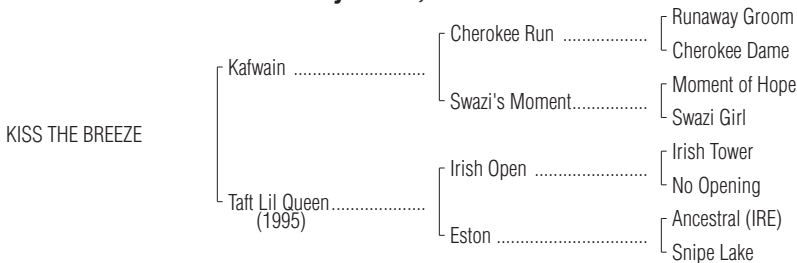 Runaway Groom
Cherokee Run ..................
Cherokee Dame
Kafwain ............................
Moment of Hope
Swazi's Moment................
Swazi Girl
KISS THE BREEZE
Irish Tower
Irish Open ........................
No Opening
Taft Lil Queen....................
(1995)
Ancestral (IRE)
Eston ................................
Snipe Lake